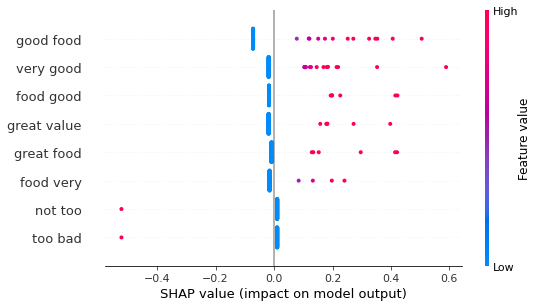 High
good food
very good
food good
great value
great food
food very
not too
too bad
Feature value
Low
−0.4 −0.2 0.0 0.2 0.4 0.6
SHAP value (impact on model output)